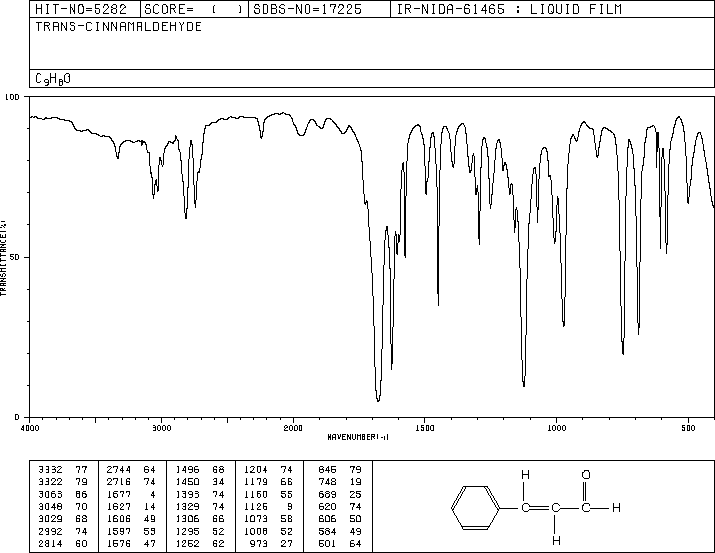 HIT-NO=5282 SCORE= ( ) SDBS-NO=17225 IR-NIDA-61465 : LIQUID FILM
TRANS-CINNAMALDEHYDE
C9H8O
100
TRANSMITTANCE(%)
50
0
4000 3000 2000 1500 1000 500
WAVENUMBER(-1)
3332 77 2744 64 1496 68 1204 74 845 79
3322 79 2716 74 1450 34 1179 66 748 19
3063 86 1677 4 1393 74 1160 55 689 25
3048 70 1627 14 1329 74 1126 9 620 74
3029 68 1606 49 1306 66 1073 58 606 50
2992 74 1597 59 1295 52 1008 52 584 49
2814 60 1576 47 1252 62 973 27 501 64
H O
C C H
C
H